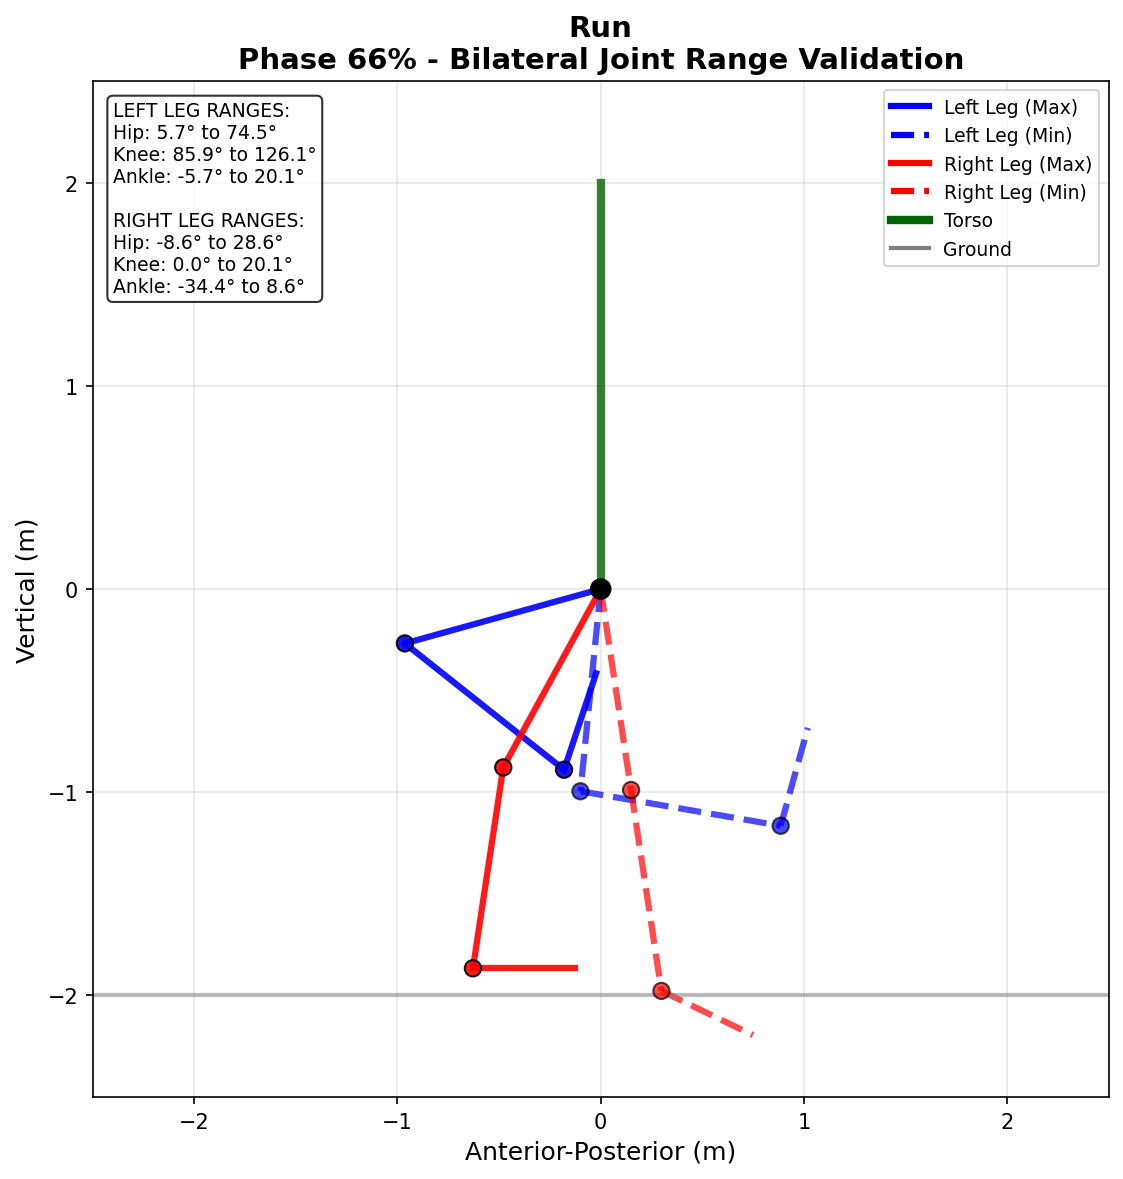 Run
Phase 66% - Bilateral Joint Range Validation
LEFT LEG RANGES:
Hip: 5.7° to 74.5°
Knee: 85.9° to 126.1°
Ankle: -5.7° to 20.1°
RIGHT LEG RANGES:
Hip: -8.6° to 28.6°
Knee: 0.0° to 20.1°
Ankle: -34.4° to 8.6°
Left Leg (Max)
Left Leg (Min)
Right Leg (Max)
Right Leg (Min)
Torso
Ground
2
1
0
−1
−2
Vertical (m)
−2
−1
0
1
2
Anterior-Posterior (m)